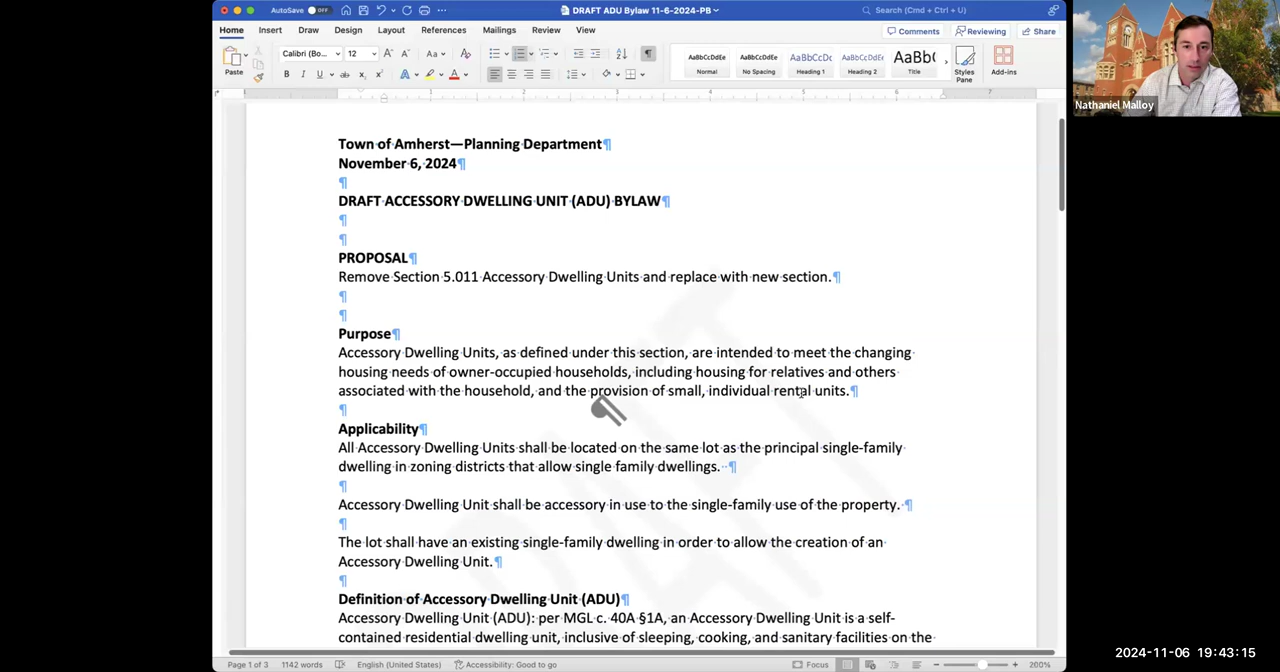 AutoSave OFF
DRAFT ADU Bylaw 11-6-2024-PB
Search (Cmd + Ctrl + U)
Home Insert Draw Design Layout References Mailings Review View
Comments Reviewing Share
Paste
Calibri (Bo... 12
AaBbCcDdEe AaBbCcDdEe AaBbCcDc AaBbCcDdEe AaBb(
Normal No Spacing Heading 1 Heading 2 Title
Styles Pane
Add-ins
Nathaniel Malloy
Town of Amherst—Planning Department
November 6, 2024
DRAFT ACCESSORY DWELLING UNIT (ADU) BYLAW
PROPOSAL
Remove Section 5.011 Accessory Dwelling Units and replace with new section.
Purpose
Accessory Dwelling Units, as defined under this section, are intended to meet the changing
housing needs of owner-occupied households, including housing for relatives and others
associated with the household, and the provision of small, individual rental units.
Applicability
All Accessory Dwelling Units shall be located on the same lot as the principal single-family
dwelling in zoning districts that allow single family dwellings.
Accessory Dwelling Unit shall be accessory in use to the single-family use of the property.
The lot shall have an existing single-family dwelling in order to allow the creation of an
Accessory Dwelling Unit.
Definition of Accessory Dwelling Unit (ADU)
Accessory Dwelling Unit (ADU): per MGL c. 40A §1A, an Accessory Dwelling Unit is a self-
contained residential dwelling unit, inclusive of sleeping, cooking, and sanitary facilities on the
Page 1 of 3 1142 words English (United States) Accessibility: Good to go
Focus 200%
2024-11-06 19:43:15